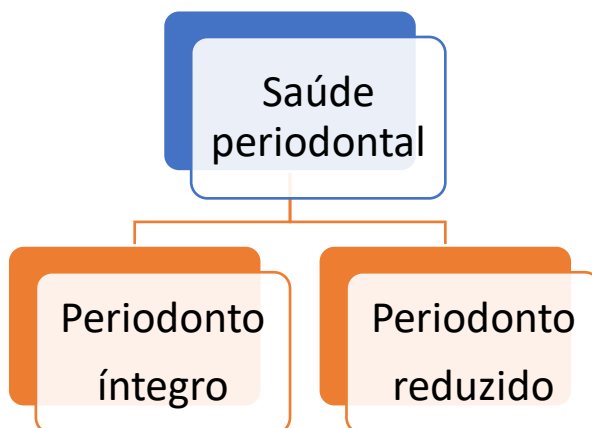 Saúde
periodontal
Periodonto
íntegro
Periodonto
reduzido